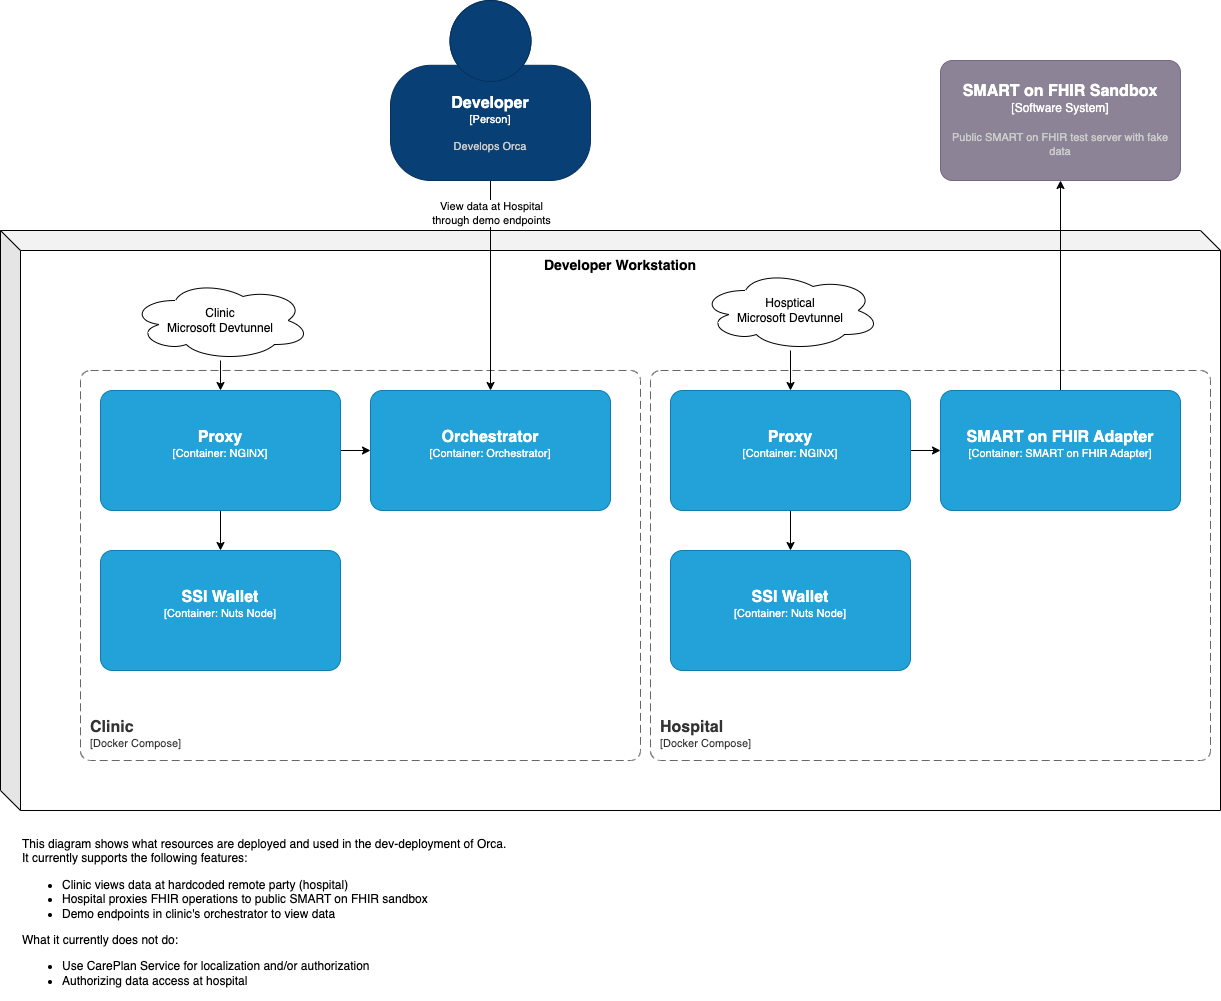 Developer
[Person]
Develops Orca
SMART on FHIR Sandbox
[Software System]
Public SMART on FHIR test server with fake
data
View data at Hospital
through demo endpoints
Developer Workstation
Clinic
Microsoft Devtunnel
Hosptical
Microsoft Devtunnel
Proxy
[Container: NGINX]
Orchestrator
[Container: Orchestrator]
Proxy
[Container: NGINX]
SMART on FHIR Adapter
[Container: SMART on FHIR Adapter]
SSI Wallet
[Container: Nuts Node]
SSI Wallet
[Container: Nuts Node]
Clinic
[Docker Compose]
Hospital
[Docker Compose]
This diagram shows what resources are deployed and used in the dev-deployment of Orca.
It currently supports the following features:
• Clinic views data at hardcoded remote party (hospital)
• Hospital proxies FHIR operations to public SMART on FHIR sandbox
• Demo endpoints in clinic's orchestrator to view data
What it currently does not do:
• Use CarePlan Service for localization and/or authorization
• Authorizing data access at hospital